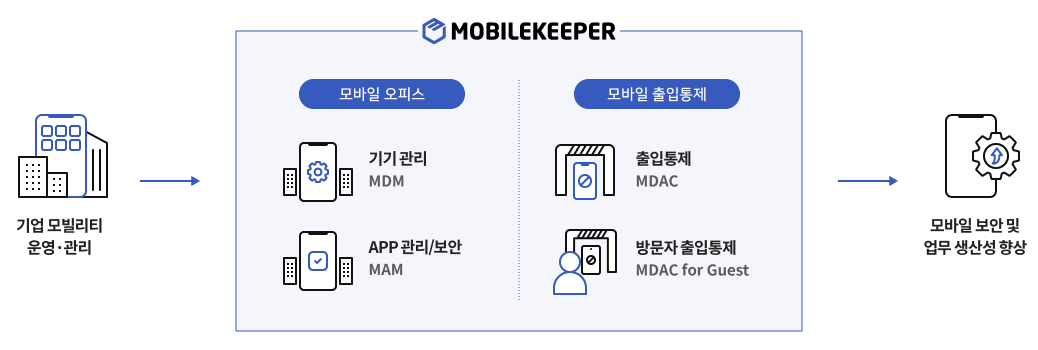 MOBILEKEEPER
기업 모빌리티
운영·관리
모바일 오피스
기기 관리
MDM
APP 관리/보안
MAM
모바일 출입통제
출입통제
MDAC
방문자 출입통제
MDAC for Guest
모바일 보안 및
업무 생산성 향상